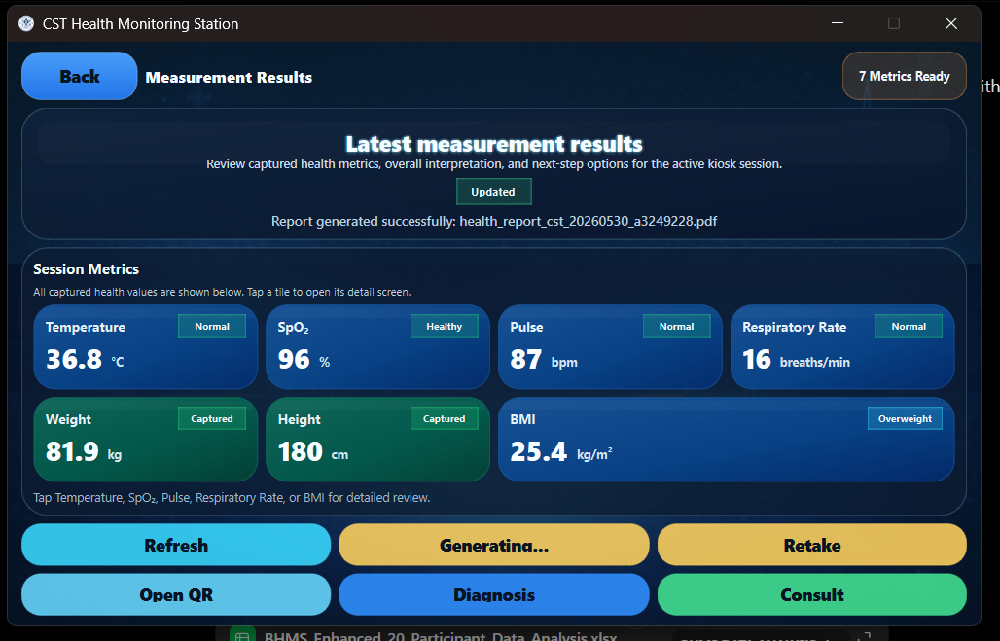 CST Health Monitoring Station
Back
Measurement Results
7 Metrics Ready
ith
Latest measurement results
Review captured health metrics, overall interpretation, and next-step options for the active kiosk session.
Updated
Report generated successfully: health_report_cst_20260530_a3249228.pdf
Session Metrics
All captured health values are shown below. Tap a tile to open its detail screen.
Temperature Normal
36.8 °C
SpO₂ Healthy
96 %
Pulse Normal
87 bpm
Respiratory Rate Normal
16 breaths/min
Weight Captured
81.9 kg
Height Captured
180 cm
BMI Overweight
25.4 kg/m²
Tap Temperature, SpO₂, Pulse, Respiratory Rate, or BMI for detailed review.
Refresh
Generating...
Retake
Open QR
Diagnosis
Consult
BHMS_Enhanced_20_Participant_Data_Analysis.xlsx